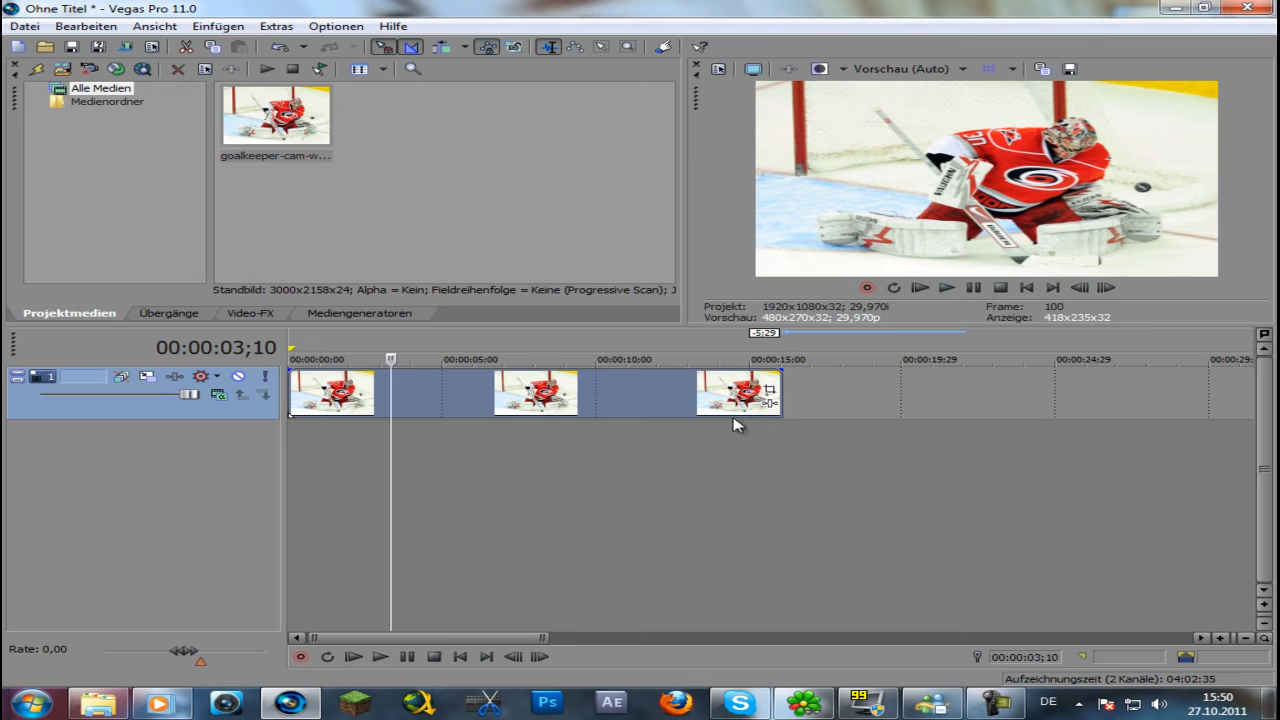 Ohne Titel * - Vegas Pro 11.0
Datei Bearbeiten Ansicht Einfügen Extras Optionen Hilfe
Vorschau (Auto)
Alle Medien
Medienordner
goalkeeper-cam-w...
30
VAUGHN
Standbild: 3000x2158x24; Alpha = Kein; Fieldreihenfolge = Keine (Progressive Scan); J
Projektmedien Übergänge Video-FX Mediengeneratoren
Projekt: 1920x1080x32; 29,970i Frame: 100
Vorschau: 480x270x32; 29,970p Anzeige: 418x235x32
-5;29
00:00:03;10
00:00:00;00 00:00:05;00 00:00:10;00 00:00:15;00 00:00:19;29 00:00:24;29 00:00:29;
1
Rate: 0,00
00:00:03;10
Aufzeichnungszeit (2 Kanäle): 04:02:35
Ps AE 99 DE
15:50
27.10.2011